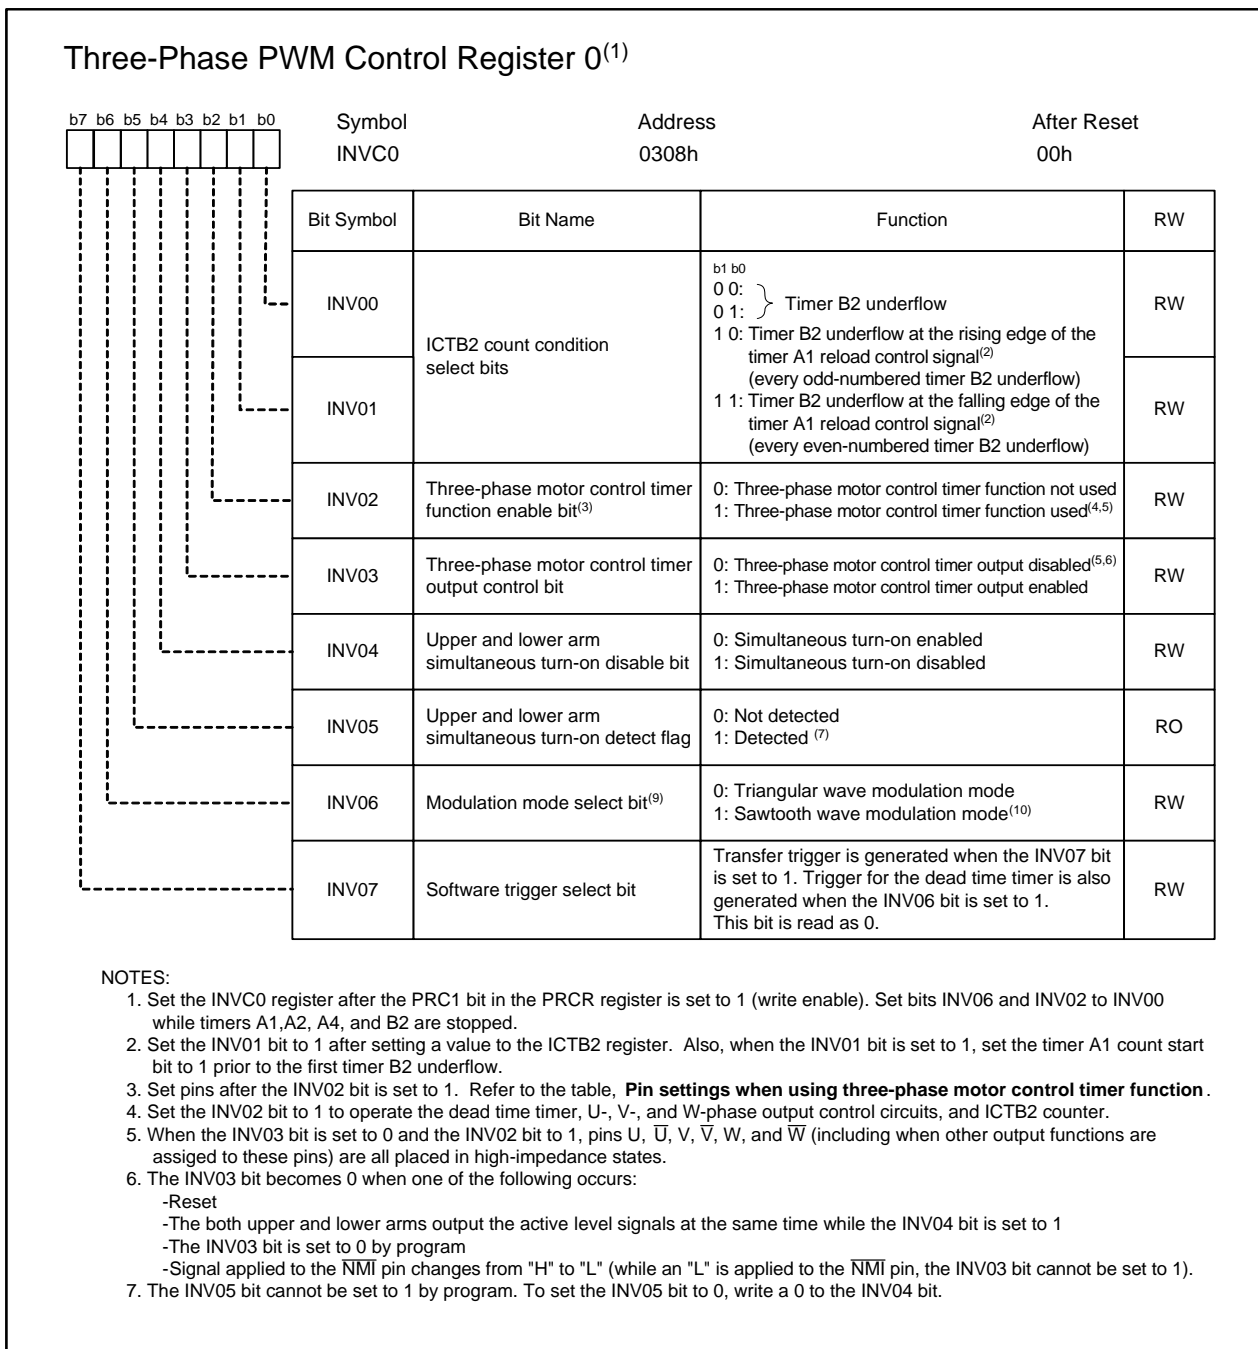 Three-Phase PWM Control Register 0(1)
b7 b6 b5 b4 b3 b2 b1 b0
Symbol Address After Reset
INVC0 0308h 00h
Bit Symbol Bit Name Function RW
INV00
INV01
ICTB2 count condition
select bits
b1 b0
0 0:
0 1:
Timer B2 underflow
1 0: Timer B2 underflow at the rising edge of the
timer A1 reload control signal(2)
(every odd-numbered timer B2 underflow)
1 1: Timer B2 underflow at the falling edge of the
timer A1 reload control signal(2)
(every even-numbered timer B2 underflow)
RW
RW
INV02
Three-phase motor control timer
function enable bit(3)
0: Three-phase motor control timer function not used
1: Three-phase motor control timer function used(4,5)
RW
INV03
Three-phase motor control timer
output control bit
0: Three-phase motor control timer output disabled(5,6)
1: Three-phase motor control timer output enabled
RW
INV04
Upper and lower arm
simultaneous turn-on disable bit
0: Simultaneous turn-on enabled
1: Simultaneous turn-on disabled
RW
INV05
Upper and lower arm
simultaneous turn-on detect flag
0: Not detected
1: Detected (7)
RO
INV06
Modulation mode select bit(9)
0: Triangular wave modulation mode
1: Sawtooth wave modulation mode(10)
RW
INV07
Software trigger select bit
Transfer trigger is generated when the INV07 bit
is set to 1. Trigger for the dead time timer is also
generated when the INV06 bit is set to 1.
This bit is read as 0.
RW
NOTES:
1. Set the INVC0 register after the PRC1 bit in the PRCR register is set to 1 (write enable). Set bits INV06 and INV02 to INV00
while timers A1,A2, A4, and B2 are stopped.
2. Set the INV01 bit to 1 after setting a value to the ICTB2 register. Also, when the INV01 bit is set to 1, set the timer A1 count start
bit to 1 prior to the first timer B2 underflow.
3. Set pins after the INV02 bit is set to 1. Refer to the table, Pin settings when using three-phase motor control timer function.
4. Set the INV02 bit to 1 to operate the dead time timer, U-, V-, and W-phase output control circuits, and ICTB2 counter.
5. When the INV03 bit is set to 0 and the INV02 bit to 1, pins U, U̅, V, V̅, W, and W̅ (including when other output functions are
assiged to these pins) are all placed in high-impedance states.
6. The INV03 bit becomes 0 when one of the following occurs:
-Reset
-The both upper and lower arms output the active level signals at the same time while the INV04 bit is set to 1
-The INV03 bit is set to 0 by program
-Signal applied to the N̅M̅I̅ pin changes from "H" to "L" (while an "L" is applied to the N̅M̅I̅ pin, the INV03 bit cannot be set to 1).
7. The INV05 bit cannot be set to 1 by program. To set the INV05 bit to 0, write a 0 to the INV04 bit.